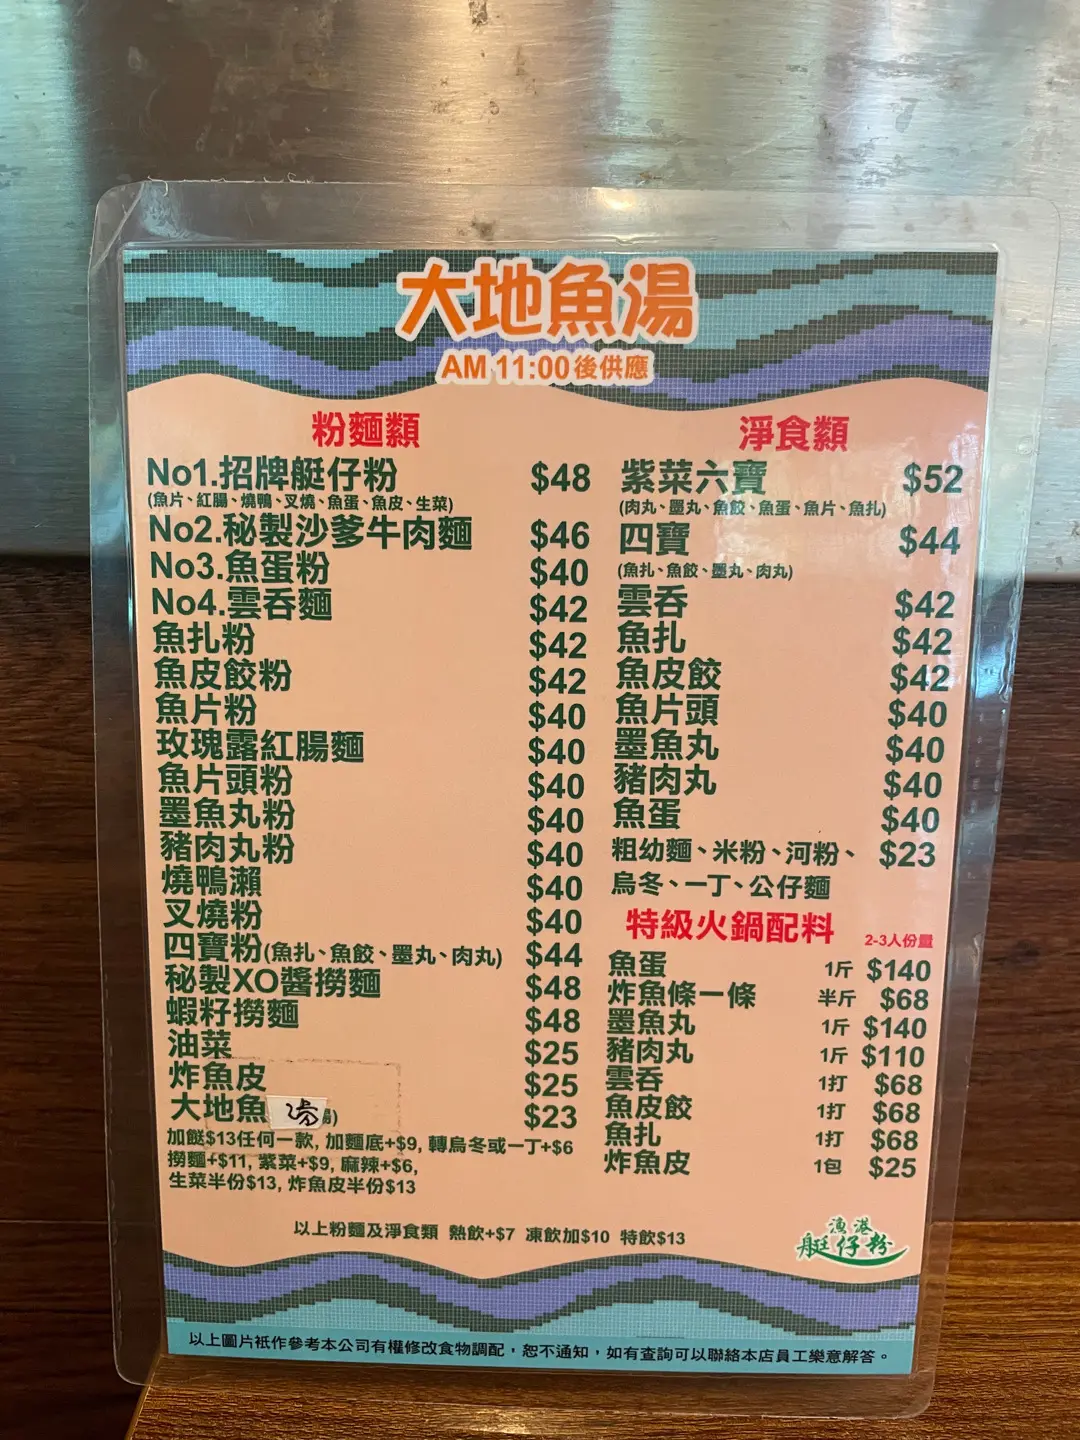 大地魚湯
AM 11:00後供應
粉麵類
No1.招牌艇仔粉 $48
(魚片、紅腸、燒鴨、叉燒、魚蛋、魚皮、生菜)
No2.秘製沙爹牛肉麵 $46
No3.魚蛋粉 $40
No4.雲吞麵 $42
魚扎粉 $42
魚皮餃粉 $42
魚片粉 $40
玫瑰露紅腸麵 $40
魚片頭粉 $40
墨魚丸粉 $40
豬肉丸粉 $40
燒鴨瀨 $40
叉燒粉 $40
四寶粉(魚扎、魚餃、墨丸、肉丸) $44
秘製XO醬撈麵 $48
蝦籽撈麵 $48
油菜 $25
炸魚皮 $25
大地魚湯 $23
加餸$13任何一款, 加麵底+$9, 轉烏冬或一丁+$6
撈麵+$11, 紫菜+$9, 麻辣+$6,
生菜半份$13, 炸魚皮半份$13
淨食類
紫菜六寶 $52
(肉丸、墨丸、魚餃、魚蛋、魚片、魚扎)
四寶 $44
(魚扎、魚餃、墨丸、肉丸)
雲吞 $42
魚扎 $42
魚皮餃 $42
魚片頭 $40
墨魚丸 $40
豬肉丸 $40
魚蛋 $40
粗幼麵、米粉、河粉、 $23
烏冬、一丁、公仔麵
特級火鍋配料 2-3人份量
魚蛋 1斤 $140
炸魚條一條 半斤 $68
墨魚丸 1斤 $140
豬肉丸 1斤 $110
雲吞 1打 $68
魚皮餃 1打 $68
魚扎 1打 $68
炸魚皮 1包 $25
以上粉麵及淨食類 熱飲+$7 凍飲加$10 特飲$13
漁港
艇仔粉
以上圖片祇作參考本公司有權修改食物調配，恕不通知，如有查詢可以聯絡本店員工樂意解答。